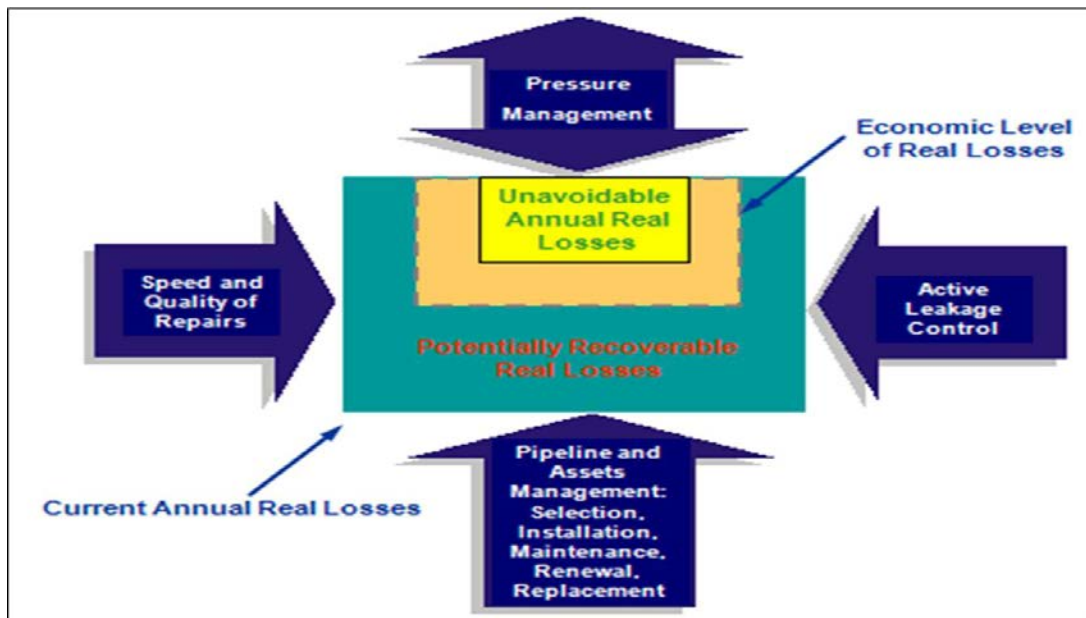 Pressure
Management
Economic Level
of Real Losses
Unavoidable
Annual Real
Losses
Speed and
Quality of
Repairs
Active
Leakage
Control
Potentially Recoverable
Real Losses
Pipeline and
Assets
Management:
Selection,
Installation,
Maintenance,
Renewal,
Replacement
Current Annual Real Losses